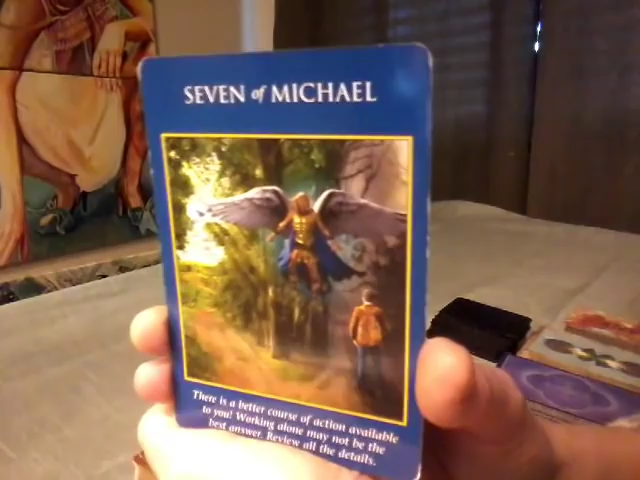 SEVEN of MICHAEL
There is a better course of action available
to you! Working alone may not be the
best answer. Review all the details.